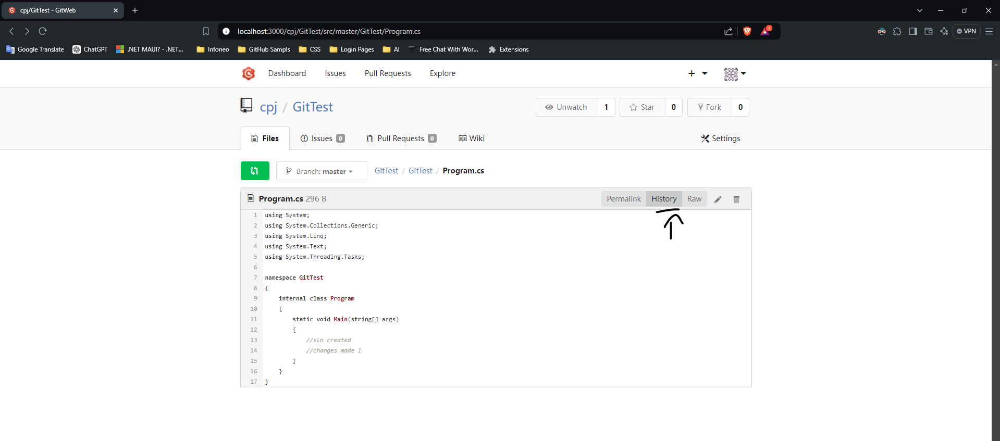 cpj/GitTest - GitWeb
localhost:3000/cpj/GitTest/src/master/GitTest/Program.cs
1
VPN
Google Translate ChatGPT .NET MAUI? - .NET... Infoneo GitHub Sampls CSS Login Pages AI Free Chat With Wor... Extensions
Dashboard Issues Pull Requests Explore
cpj / GitTest
Unwatch 1 Star 0 Fork 0
Files Issues 0 Pull Requests 0 Wiki Settings
Branch: master GitTest / GitTest / Program.cs
Program.cs 296 B Permalink History Raw
1 using System;
2 using System.Collections.Generic;
3 using System.Linq;
4 using System.Text;
5 using System.Threading.Tasks;
6
7 namespace GitTest
8 {
9 internal class Program
10 {
11 static void Main(string[] args)
12 {
13 //sln created
14 //changes made 1
15 }
16 }
17 }